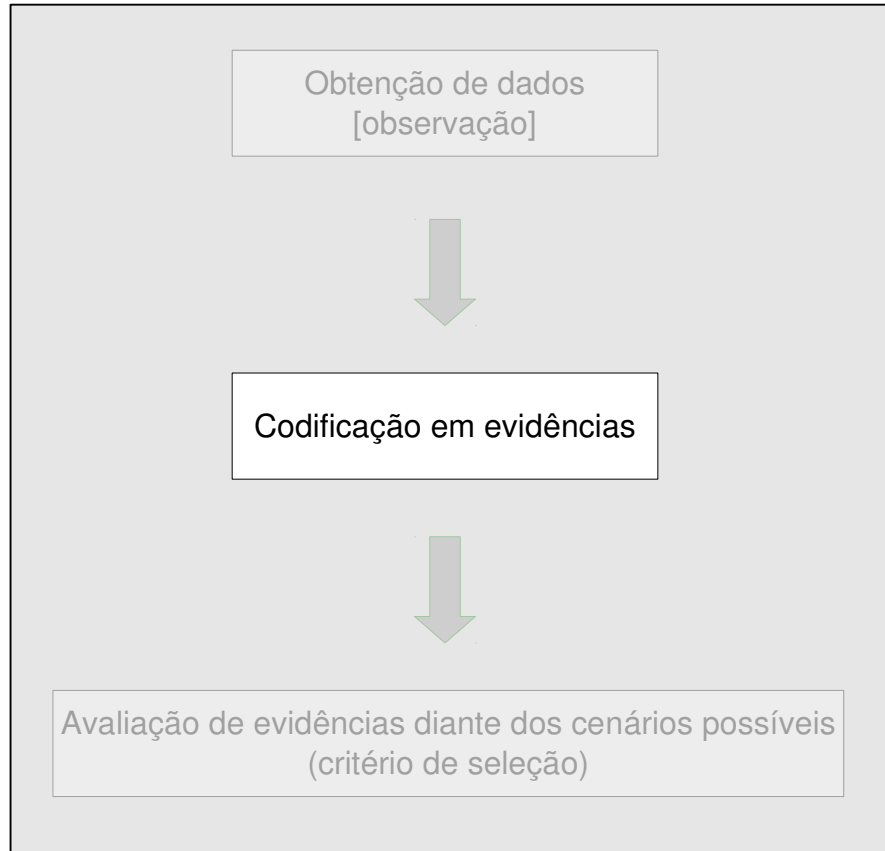 Obtenção de dados
[observação]
Codificação em evidências
Avaliação de evidências diante dos cenários possíveis
(critério de seleção)